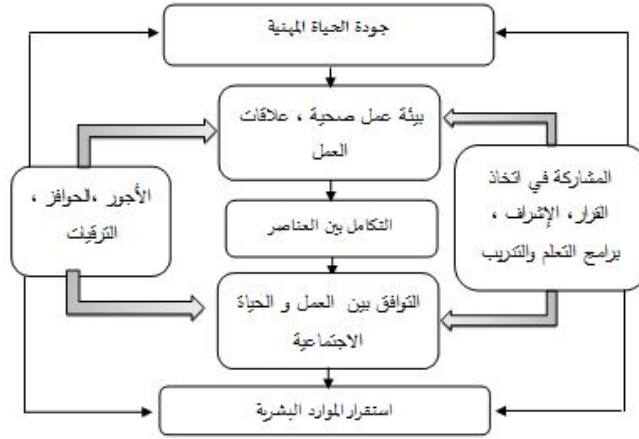 جودة الحياة المهنية
بيئة عمل صحية ، علاقات
العمل
المشاركة في اتخاذ
القرار، الإشراف ،
برامج التعلم والتدريب
الأجور ،الحوافز ،
الترقيات
التكامل بين العناصر
التوافق بين العمل و الحياة
الاجتماعية
استقرار الموارد البشرية